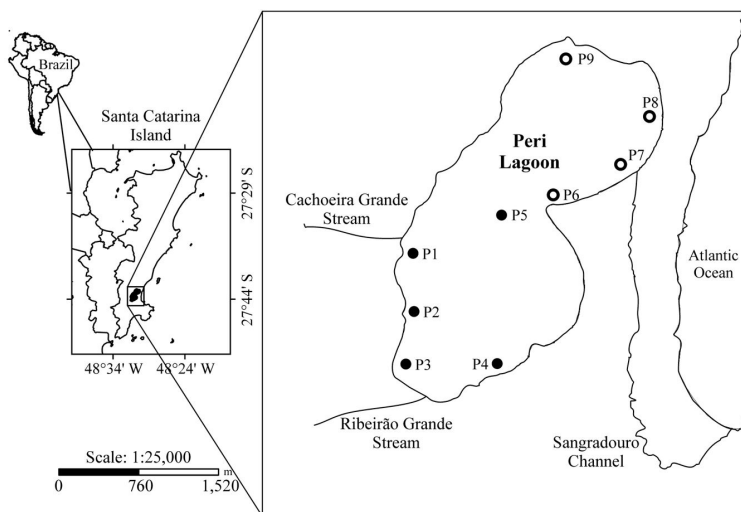 Brazil
Santa Catarina
Island
27°29' S
27°44' S
48°34' W
48°24' W
Scale: 1:25,000
m
0
760
1,520
P9
P8
Peri
Lagoon
P7
P6
P5
Cachoeira Grande
Stream
P1
Atlantic
Ocean
P2
P3
P4
Ribeirão Grande
Stream
Sangradouro
Channel